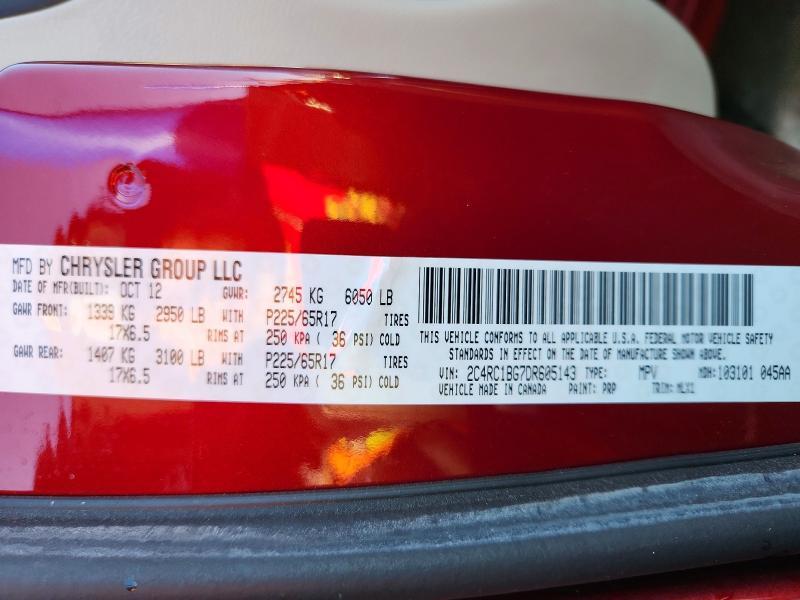 MFD BY CHRYSLER GROUP LLC
DATE OF MFR(BUILT): OCT 12 GVWR: 2745 KG 6050 LB
GAWR FRONT: 1339 KG 2950 LB WITH P225/65R17 TIRES
17X6.5 RIMS AT 250 KPA ( 36 PSI) COLD
GAWR REAR: 1407 KG 3100 LB WITH P225/65R17 TIRES
17X6.5 RIMS AT 250 KPA ( 36 PSI) COLD
THIS VEHICLE CONFORMS TO ALL APPLICABLE U.S.A. FEDERAL MOTOR VEHICLE SAFETY
STANDARDS IN EFFECT ON THE DATE OF MANUFACTURE SHOWN ABOVE.
VIN: 2C4RC1BG7DR605143 TYPE: MPV MDH: 103101 045AA
VEHICLE MADE IN CANADA PAINT: PRP TRIM: MLX1